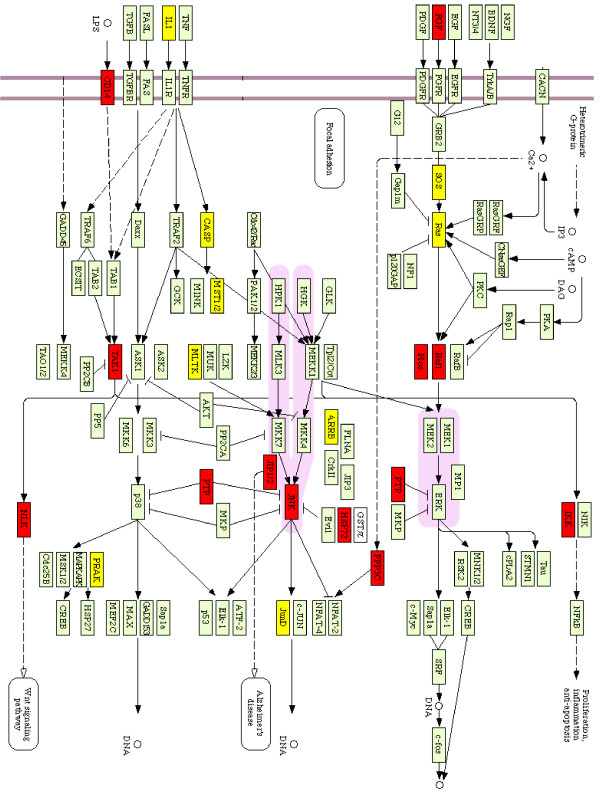 LPS
TGFB
FASL
IL1
TNF
PDGF
FGF
EGF
NT3/4
BDNF
NGF
CD14
TGFBR
FAS
IL1R
TNFR
PDGFR
FGFR
EGFR
TrkA/B
CACN
Heterotrimeric
G-protein
Focal adhesion
G12
GRB2
Ca2+
Gap1m
SOS
RasGRP
RasGRF
IP3
cAMP
DAG
GADD45
TRAF6
Daxx
TRAF2
CASP
Cdc42/Rac
Ras
CNasGEF
ECSIT
TAB2
TAB1
GCK
M1NK
MST1/2
PAK1/2
HPK1
HGK
GLK
p120GAP
NF1
PKC
Rap1
PKA
TAO1/2
MEKK4
PP2CB
TAK1
ASK1
ASK2
MLTK
MUK
LZK
MEKK2/3
MLK3
MEKK1
Tpl2/Cot
Mos
Raf1
RafB
PP5
AKT
PP2CA
MKK6
MKK3
MKK7
MKK4
ARRB
FLNA
CrkII
JIP3
MEK2
MEK1
JIP1/2
NLK
p38
PTP
MKP
JNK
Evi1
HSP72
GSTπ
PTP
MKP
ERK
MP1
IKK
NIK
Cdc25B
MSK1/2
MAPKAPK
PRAK
PP3C
RSK2
MNK1/2
cPLA2
STMN1
Tau
CREB
HSP27
MEF2C
MAX
Sap1a
GADD153
p53
Elk-1
ATF-2
JunD
c-JUN
NFAT-4
NFAT-2
c-Myc
Sap1a
Elk-1
CREB
NFkB
SRF
Wnt signaling
pathway
DNA
Alzheimer's
disease
DNA
DNA
c-fos
Proliferation,
inflammation,
anti-apoptosis